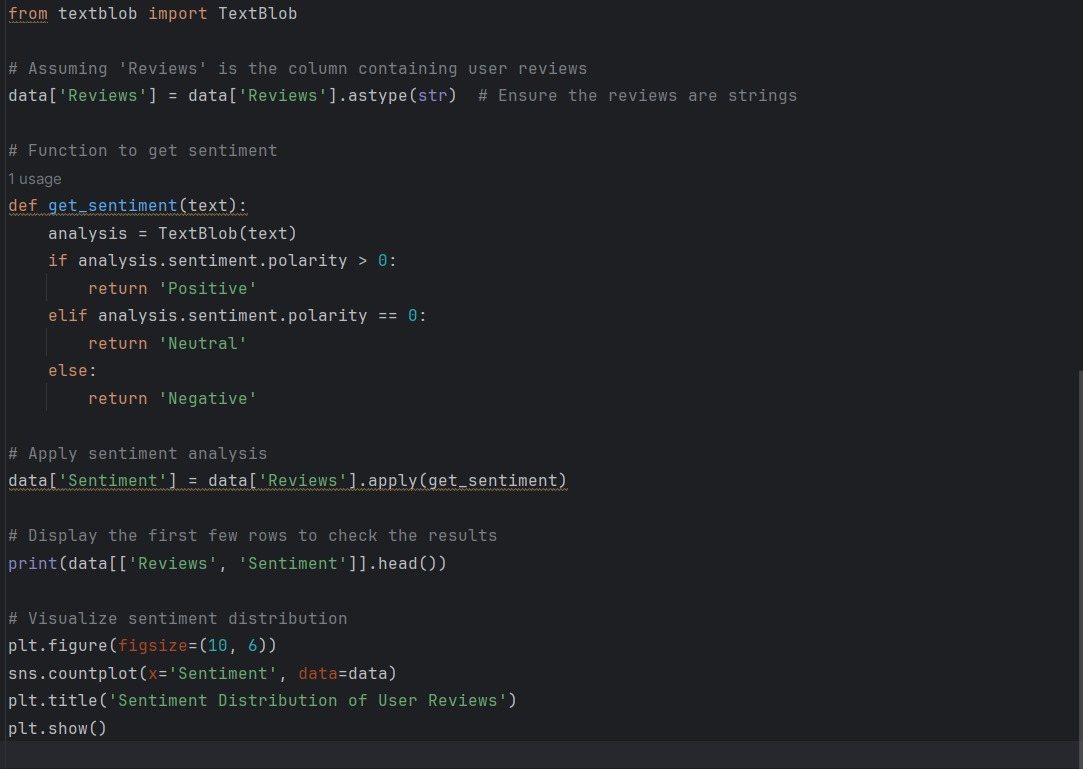 from textblob import TextBlob
# Assuming 'Reviews' is the column containing user reviews
data['Reviews'] = data['Reviews'].astype(str)  # Ensure the reviews are strings
# Function to get sentiment
1 usage
def get_sentiment(text):
    analysis = TextBlob(text)
    if analysis.sentiment.polarity > 0:
        return 'Positive'
    elif analysis.sentiment.polarity == 0:
        return 'Neutral'
    else:
        return 'Negative'
# Apply sentiment analysis
data['Sentiment'] = data['Reviews'].apply(get_sentiment)
# Display the first few rows to check the results
print(data[['Reviews', 'Sentiment']].head())
# Visualize sentiment distribution
plt.figure(figsize=(10, 6))
sns.countplot(x='Sentiment', data=data)
plt.title('Sentiment Distribution of User Reviews')
plt.show()